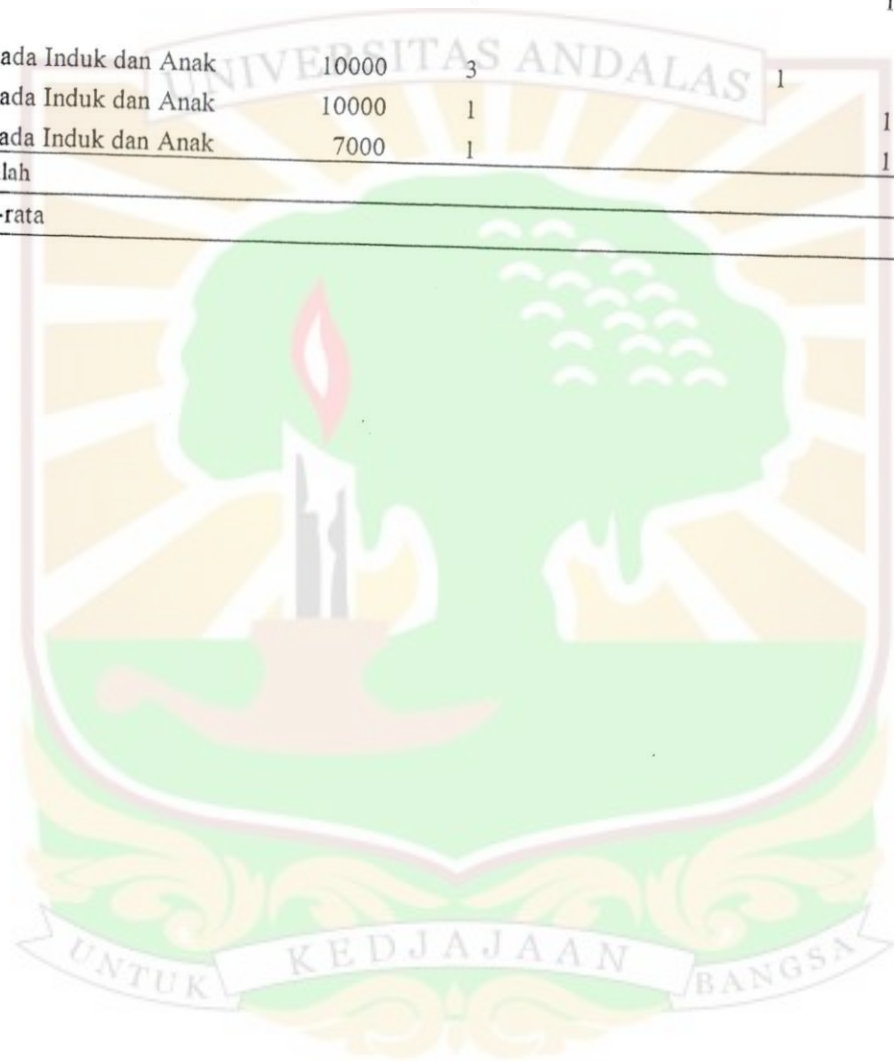 1
ada Induk dan Anak 10000 3 1
ada Induk dan Anak 10000 1 1
ada Induk dan Anak 7000 1 1
lah
-rata
UNIVERSITAS ANDALAS
UNTUK KEDJAJAAN BANGSA